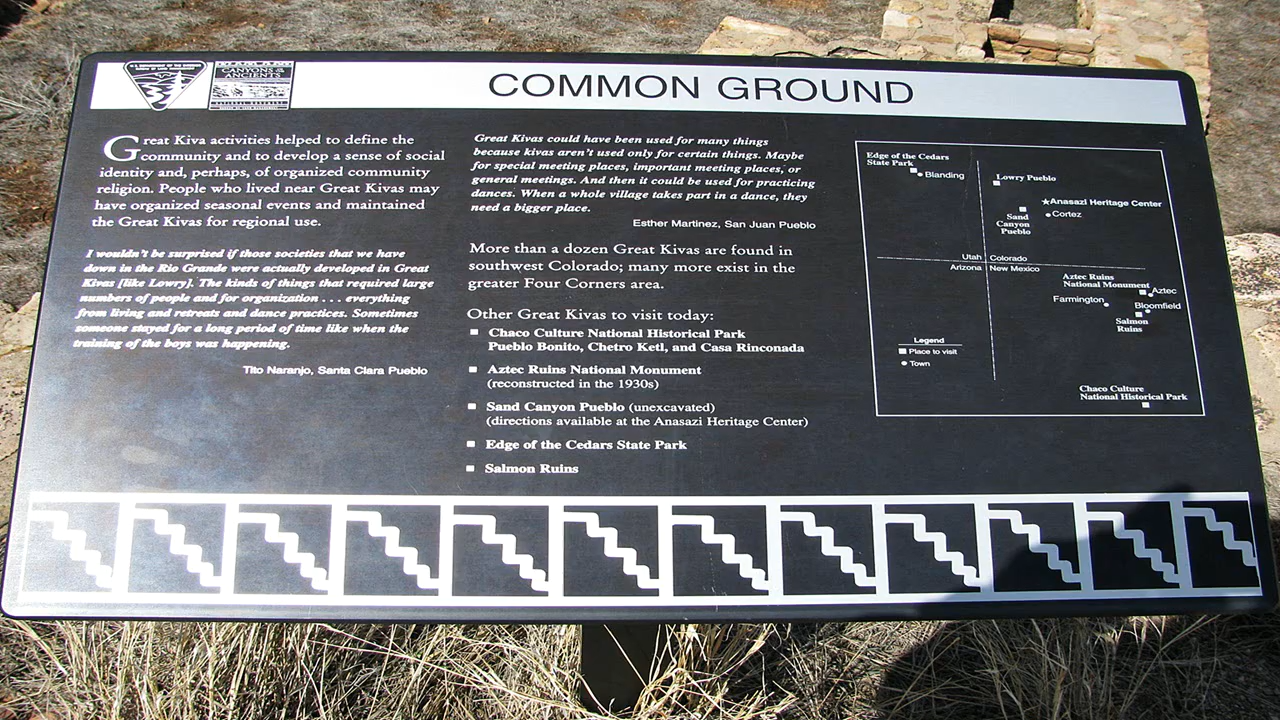 U.S. DEPARTMENT OF THE INTERIOR
CANYONS OF THE
ANCIENTS
NATIONAL MONUMENT
COMMON GROUND
Great Kiva activities helped to define the
community and to develop a sense of social
identity and, perhaps, of organized community
religion. People who lived near Great Kivas may
have organized seasonal events and maintained
the Great Kivas for regional use.
I wouldn't be surprised if those societies that we have
down in the Rio Grande were actually developed in Great
Kivas [like Lowry]. The kinds of things that required large
numbers of people and for organization . . . everything
from living and retreats and dance practices. Sometimes
someone stayed for a long period of time like when the
training of the boys was happening.
Tito Naranjo, Santa Clara Pueblo
Great Kivas could have been used for many things
because kivas aren't used only for certain things. Maybe
for special meeting places, important meeting places, or
general meetings. And then it could be used for practicing
dances. When a whole village takes part in a dance, they
need a bigger place.
Esther Martinez, San Juan Pueblo
More than a dozen Great Kivas are found in
southwest Colorado; many more exist in the
greater Four Corners area.
Other Great Kivas to visit today:
Chaco Culture National Historical Park
Pueblo Bonito, Chetro Ketl, and Casa Rinconada
Aztec Ruins National Monument
(reconstructed in the 1930s)
Sand Canyon Pueblo (unexcavated)
(directions available at the Anasazi Heritage Center)
Edge of the Cedars State Park
Salmon Ruins
Edge of the Cedars
State Park
Blanding
Lowry Pueblo
Anasazi Heritage Center
Cortez
Sand
Canyon
Pueblo
Utah Colorado
Arizona New Mexico
Aztec Ruins
National Monument
Aztec
Farmington
Bloomfield
Salmon
Ruins
Legend
Place to visit
Town
Chaco Culture
National Historical Park